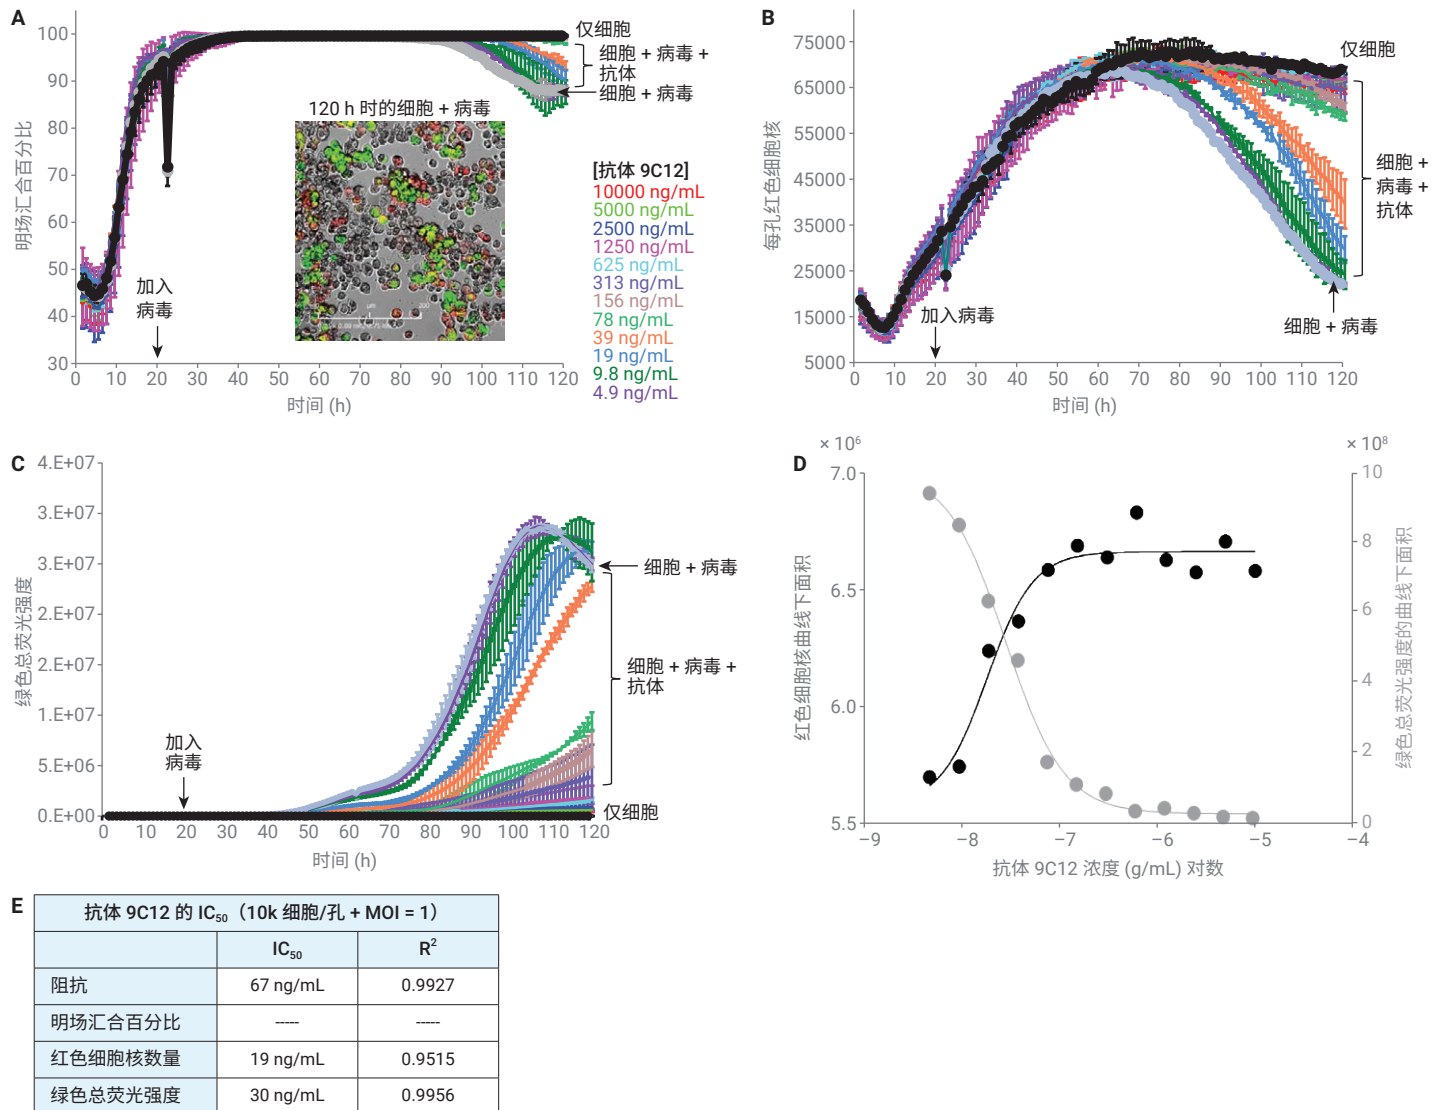 A
明场汇合百分比
100
90
80
70
60
50
40
30
0 10 20 30 40 50 60 70 80 90 100 110 120
时间 (h)
加入
病毒
120 h 时的细胞 + 病毒
仅细胞
细胞 + 病毒 +
抗体
细胞 + 病毒
[抗体 9C12]
10000 ng/mL
5000 ng/mL
2500 ng/mL
1250 ng/mL
625 ng/mL
313 ng/mL
156 ng/mL
78 ng/mL
39 ng/mL
19 ng/mL
9.8 ng/mL
4.9 ng/mL
B
每孔红色细胞核
75000
65000
55000
45000
35000
25000
15000
5000
0 10 20 30 40 50 60 70 80 90 100 110 120
时间 (h)
加入病毒
仅细胞
细胞 +
病毒 +
抗体
细胞 + 病毒
C
绿色总荧光强度
4.E+07
3.E+07
3.E+07
2.E+07
2.E+07
1.E+07
5.E+06
0.E+00
0 10 20 30 40 50 60 70 80 90 100 110 120
时间 (h)
加入
病毒
细胞 + 病毒
细胞 + 病毒 +
抗体
仅细胞
D
× 10⁶
× 10⁸
红色细胞核曲线下面积
7.0
6.5
6.0
5.5
绿色总荧光强度的曲线下面积
10
8
6
4
2
0
−9 −8 −7 −6 −5 −4
抗体 9C12 浓度 (g/mL) 对数
E
抗体 9C12 的 IC₅₀（10k 细胞/孔 + MOI = 1）
IC₅₀ R²
阻抗 67 ng/mL 0.9927
明场汇合百分比 ----- -----
红色细胞核数量 19 ng/mL 0.9515
绿色总荧光强度 30 ng/mL 0.9956